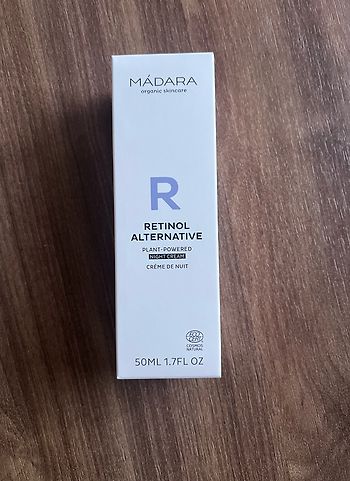 MÁDARA
organic skincare
R
RETINOL
ALTERNATIVE
PLANT-POWERED
NIGHT CREAM
CRÈME DE NUIT
COSMOS
NATURAL
50ML 1.7FL OZ